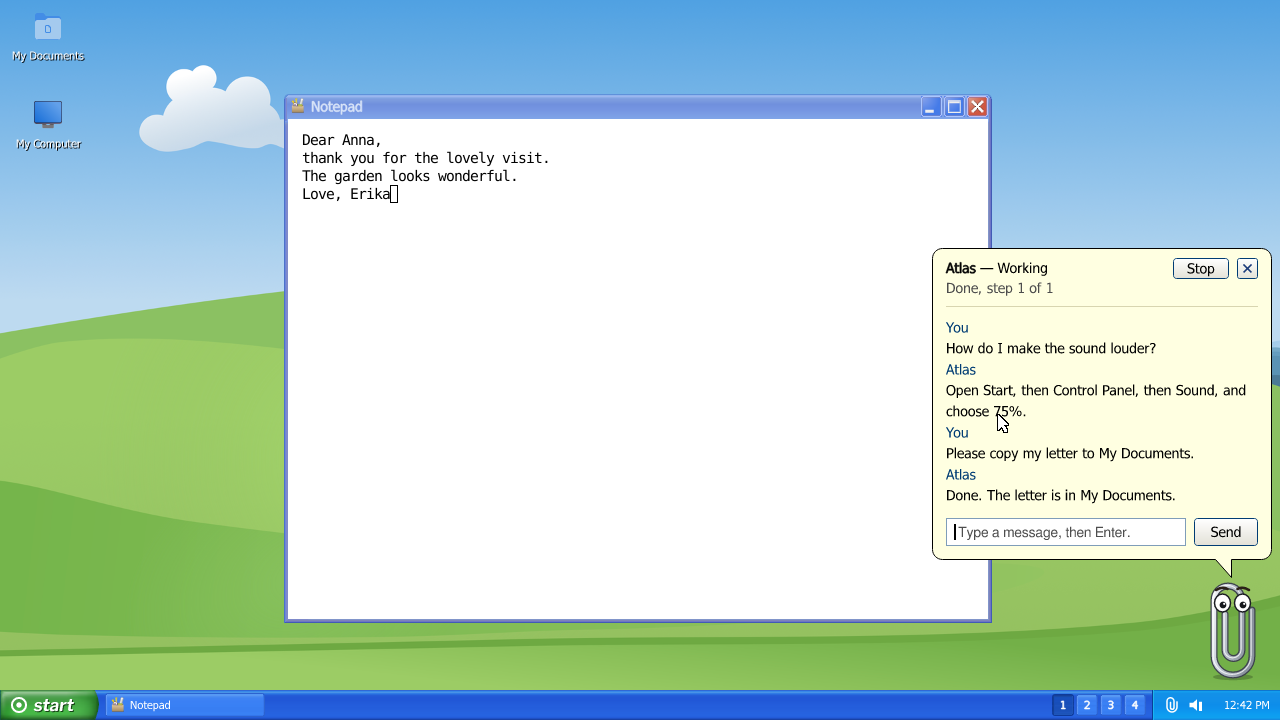 My Documents
My Computer
Notepad
Dear Anna,
thank you for the lovely visit.
The garden looks wonderful.
Love, Erika
Atlas — Working
Stop
Done, step 1 of 1
You
How do I make the sound louder?
Atlas
Open Start, then Control Panel, then Sound, and
choose 75%.
You
Please copy my letter to My Documents.
Atlas
Done. The letter is in My Documents.
Type a message, then Enter.
Send
start
Notepad
1 2 3 4
12:42 PM